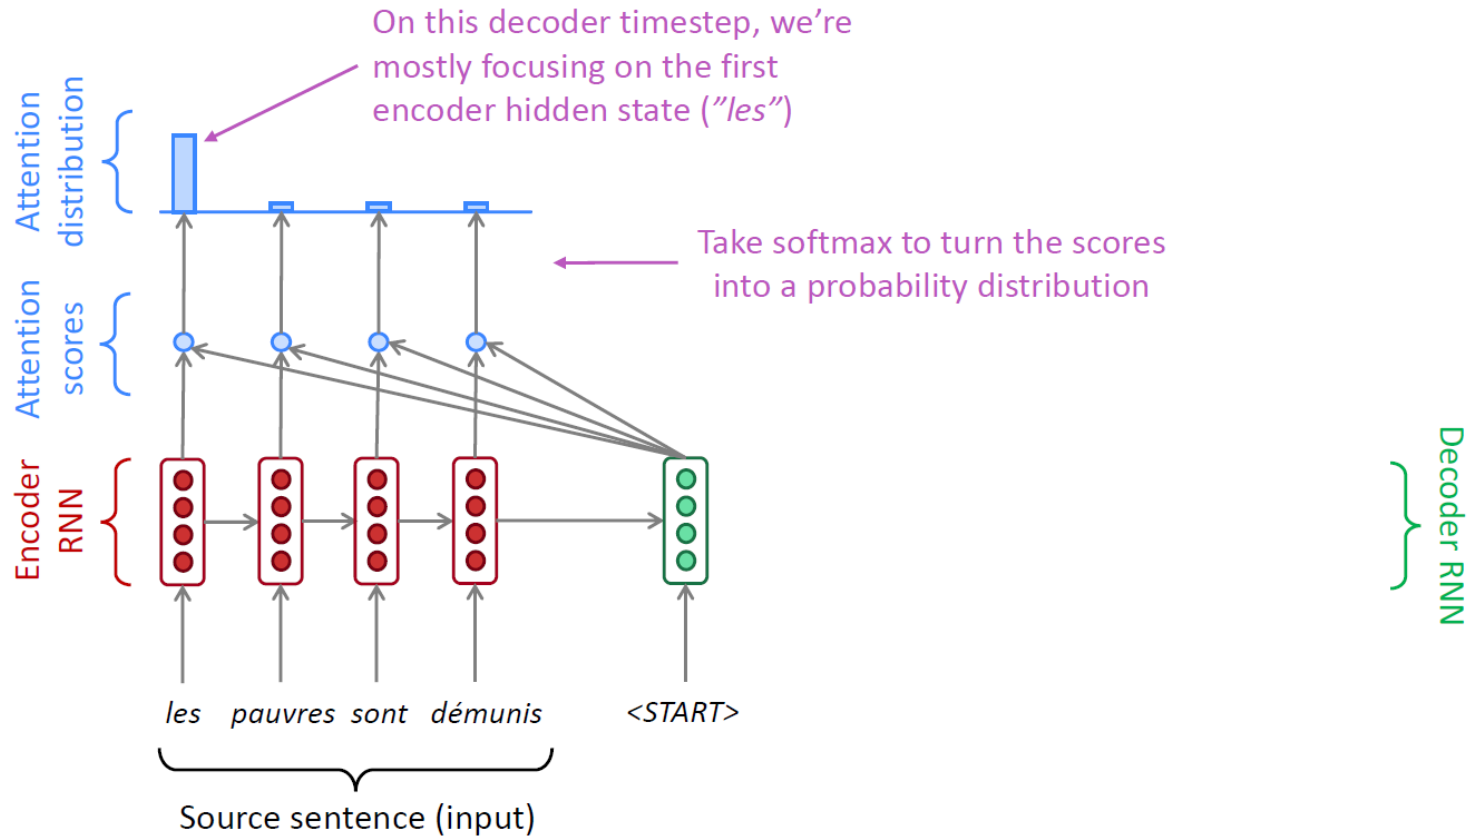 On this decoder timestep, we’re
mostly focusing on the first
encoder hidden state (”les”)
Attention
distribution
Take softmax to turn the scores
into a probability distribution
Attention
scores
Encoder
RNN
Decoder RNN
les pauvres sont démunis <START>
Source sentence (input)